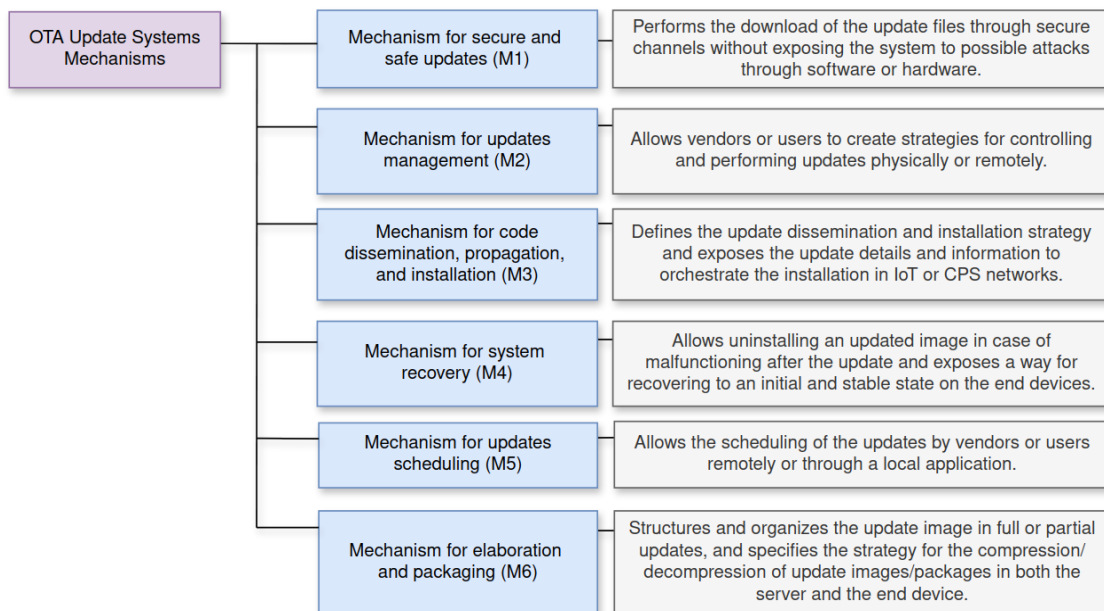 OTA Update Systems
Mechanisms
Mechanism for secure and
safe updates (M1)
Performs the download of the update files through secure
channels without exposing the system to possible attacks
through software or hardware.
Mechanism for updates
management (M2)
Allows vendors or users to create strategies for controlling
and performing updates physically or remotely.
Mechanism for code
dissemination, propagation,
and installation (M3)
Defines the update dissemination and installation strategy
and exposes the update details and information to
orchestrate the installation in IoT or CPS networks.
Mechanism for system
recovery (M4)
Allows uninstalling an updated image in case of
malfunctioning after the update and exposes a way for
recovering to an initial and stable state on the end devices.
Mechanism for updates
scheduling (M5)
Allows the scheduling of the updates by vendors or users
remotely or through a local application.
Mechanism for elaboration
and packaging (M6)
Structures and organizes the update image in full or partial
updates, and specifies the strategy for the compression/
decompression of update images/packages in both the
server and the end device.